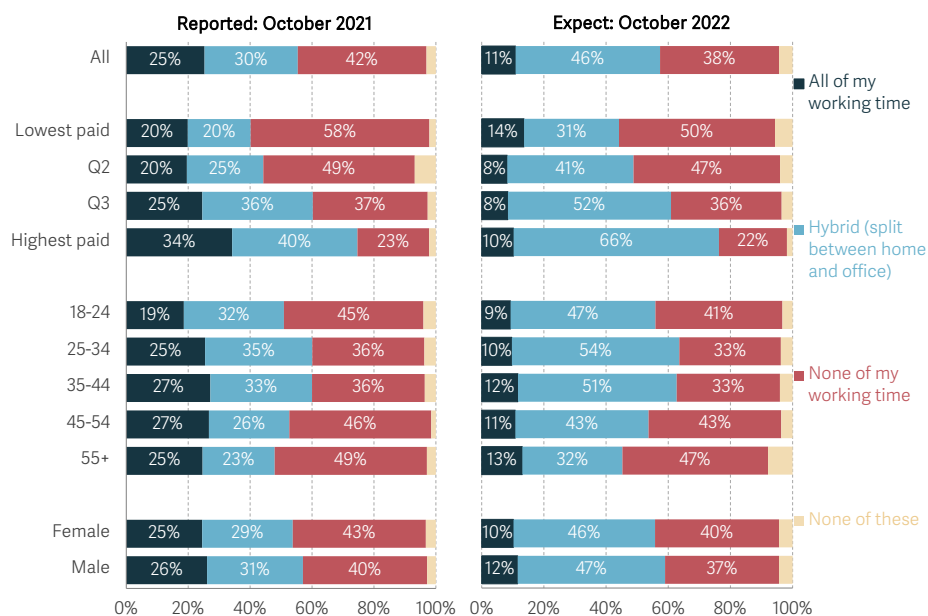 Reported: October 2021 Expect: October 2022
All 25% 30% 42% 11% 46% 38%
All of my
working time
Lowest paid 20% 20% 58% 14% 31% 50%
Q2 20% 25% 49% 8% 41% 47%
Q3 25% 36% 37% 8% 52% 36%
Highest paid 34% 40% 23% 10% 66% 22%
Hybrid (split
between home
and office)
18-24 19% 32% 45% 9% 47% 41%
25-34 25% 35% 36% 10% 54% 33%
35-44 27% 33% 36% 12% 51% 33%
None of my
working time
45-54 27% 26% 46% 11% 43% 43%
55+ 25% 23% 49% 13% 32% 47%
None of these
Female 25% 29% 43% 10% 46% 40%
Male 26% 31% 40% 12% 47% 37%
0% 20% 40% 60% 80% 100% 0% 20% 40% 60% 80% 100%